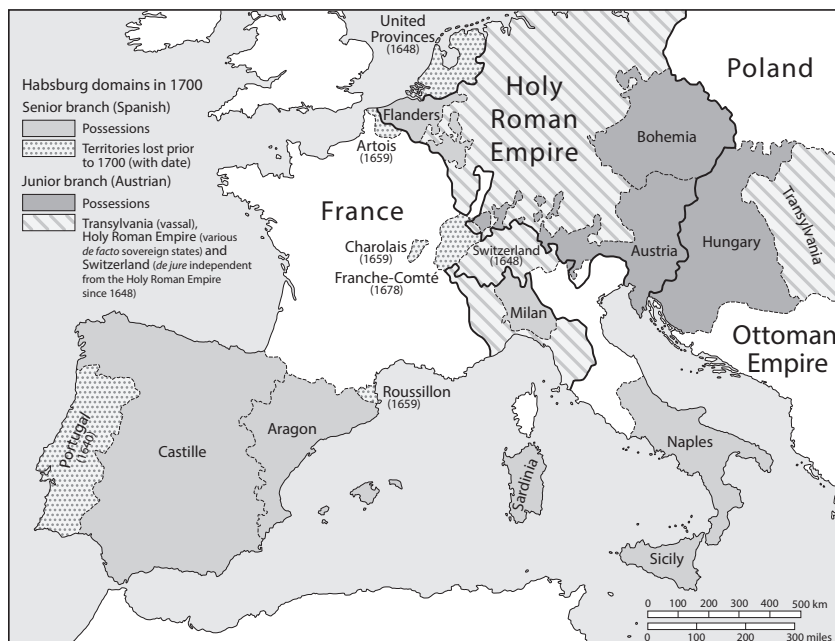 Habsburg domains in 1700
Senior branch (Spanish)
Possessions
Territories lost prior
to 1700 (with date)
Junior branch (Austrian)
Possessions
Transylvania (vassal),
Holy Roman Empire (various
de facto sovereign states) and
Switzerland (de jure independent
from the Holy Roman Empire
since 1648)
United
Provinces
(1648)
Holy
Roman
Empire
Poland
Flanders
Artois
(1659)
Bohemia
France
Charolais
(1659)
Franche-Comté
(1678)
Switzerland
(1648)
Austria
Hungary
Transylvania
Milan
Ottoman
Empire
Roussillon
(1659)
Portugal
(1640)
Castille
Aragon
Sardinia
Naples
Sicily
0 100 200 300 400 500 km
0 100 200 300 miles